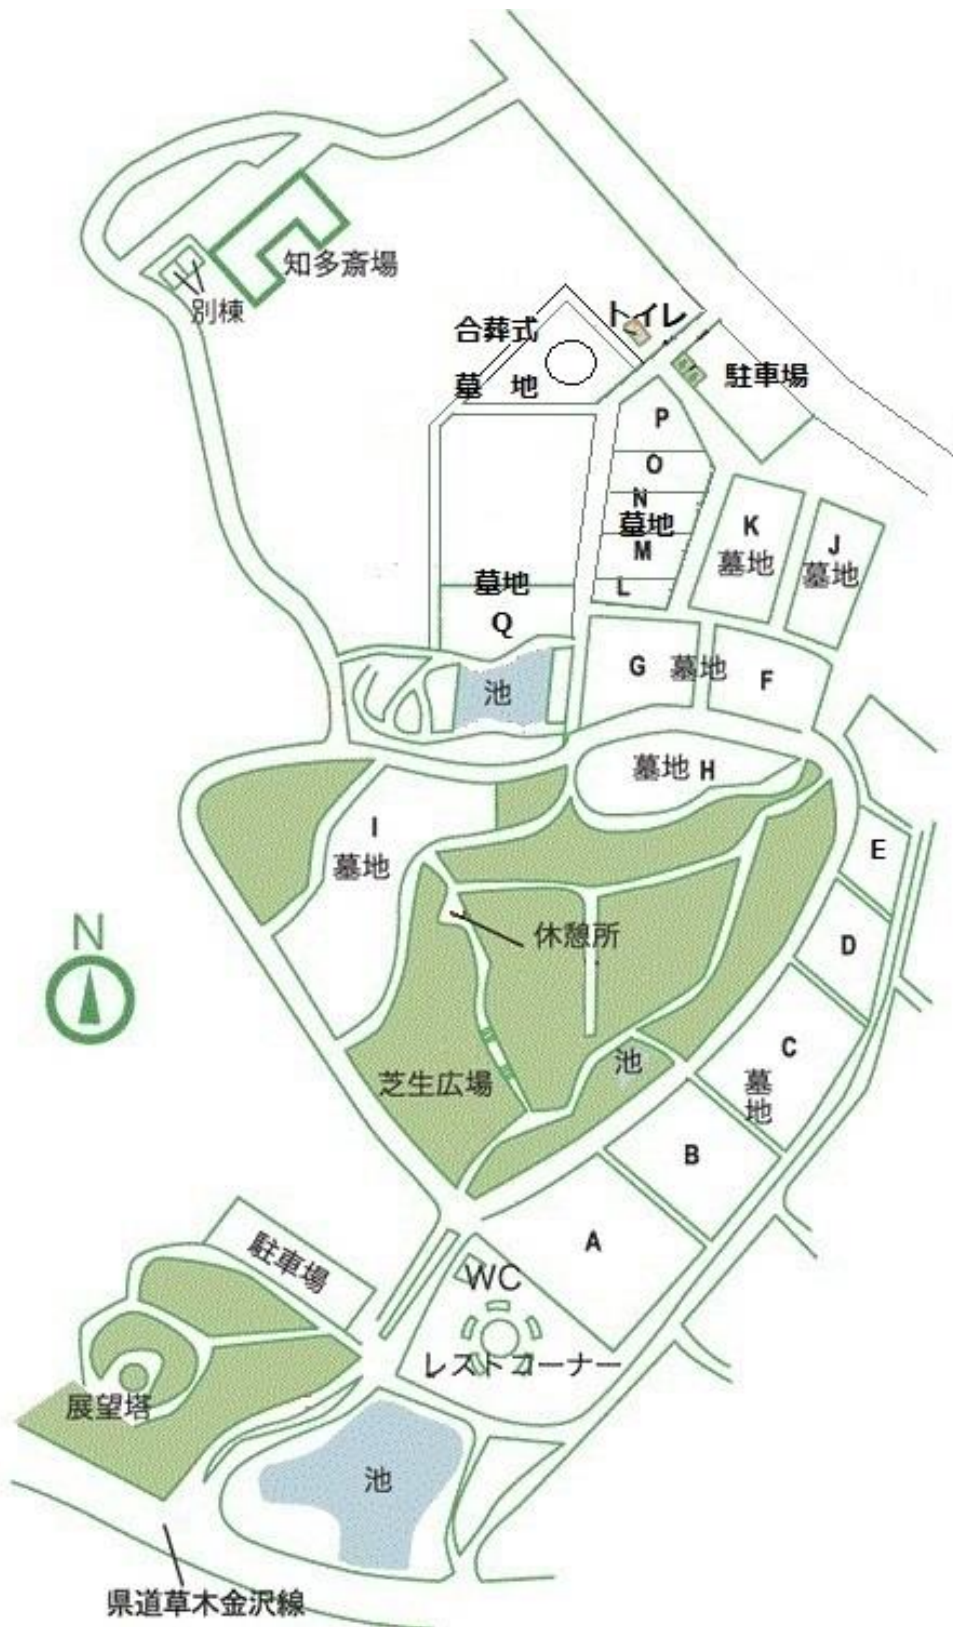 知多斎場
別棟
合葬式
墓　地
トイレ
駐車場
P
O
N
墓地
M
L
K
墓地
J
墓地
墓地
Q
池
G 墓地 F
墓地 H
I
墓地
E
D
休憩所
N
C
墓地
池
芝生広場
B
A
駐車場
WC
レストコーナー
展望塔
池
県道草木金沢線